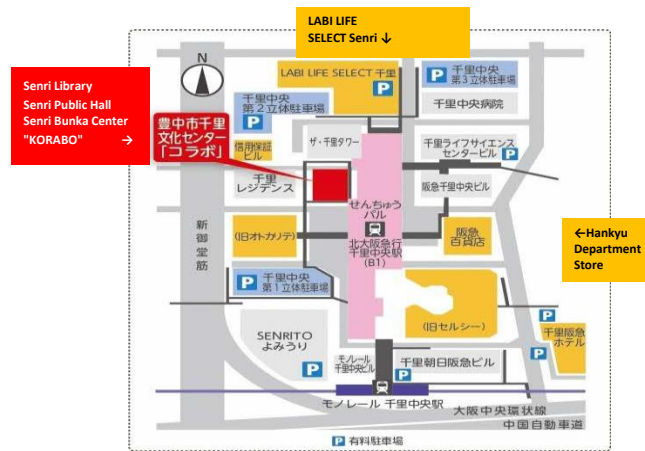 LABI LIFE
SELECT Senri ↓
Senri Library
Senri Public Hall
Senri Bunka Center
"KORABO" →
N
LABI LIFE SELECT 千里
P
千里中央
第2立体駐車場
P
P
千里中央
第3立体駐車場
千里中央病院
豊中市千里
文化センター
「コラボ」
信用保証
ビル
ザ・千里タワー
千里ライフサイエンス
センタービル
P
千里
レジデンス
阪急千里中央ビル
せんちゅう
パル
北大阪急行
千里中央駅
(B1)
新御堂筋
(旧オトカリテ)
阪急
百貨店
←Hankyu
Department
Store
P
千里中央
第1立体駐車場
(旧セルシー)
P
千里阪急
ホテル
P
SENRITO
よみうり
P
モノレール
千里中央ビル
千里朝日阪急ビル
P
モノレール 千里中央駅
大阪中央環状線
中国自動車道
P 有料駐車場